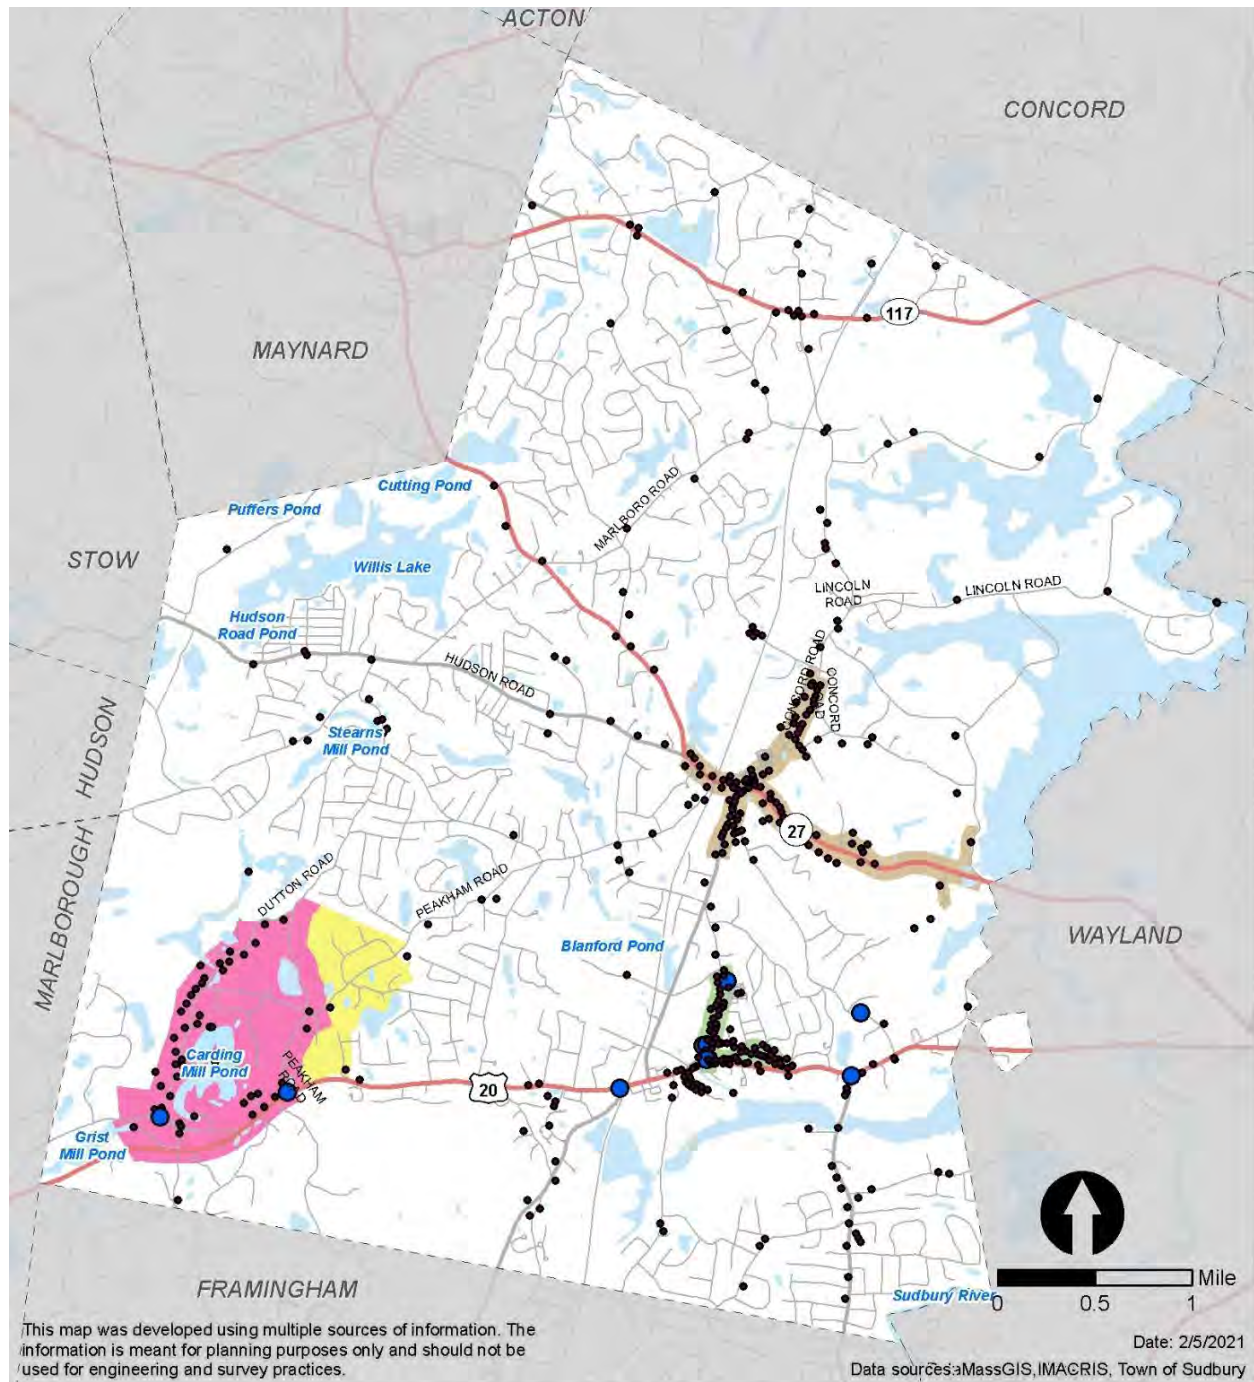 ACTON
CONCORD
117
MAYNARD
Cutting Pond
Puffers Pond
MARLBORO ROAD
STOW
Willis Lake
LINCOLN
ROAD
LINCOLN ROAD
Hudson
Road Pond
HUDSON ROAD
CONCORD ROAD
CONCORD
ROAD
HUDSON
Stearns
Mill Pond
27
MARLBOROUGH
DUTTON ROAD
PEAKHAM ROAD
Blanford Pond
WAYLAND
Carding
Mill Pond
PEAKHAM
ROAD
20
Grist
Mill Pond
FRAMINGHAM
Sudbury River
Mile
0 0.5 1
This map was developed using multiple sources of information. The
information is meant for planning purposes only and should not be
used for engineering and survey practices.
Date: 2/5/2021
Data sources: MassGIS, MACRIS, Town of Sudbury